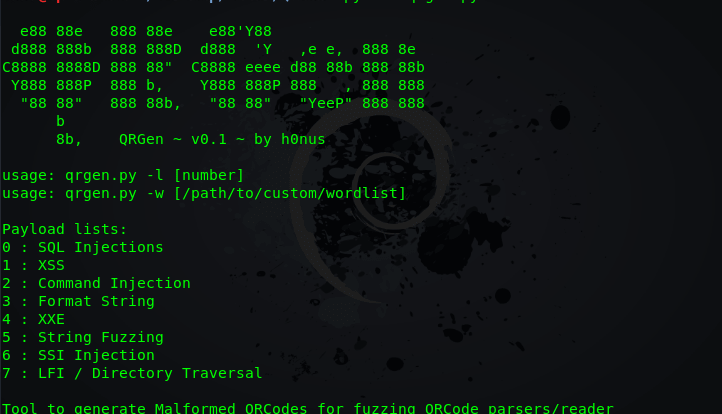 e88 88e   888 88e    e88'Y88
d888 888b  888 888D  d888  'Y   ,e e,  888 8e
C8888 8888D 888 88"  C8888 eeee d88 88b 888 88b
Y888 888P  888 b,    Y888 888P 888   , 888 888
"88 88"   888 88b,   "88 88"   "YeeP" 888 888
b
8b,    QRGen ~ v0.1 ~ by h0nus
usage: qrgen.py -l [number]
usage: qrgen.py -w [/path/to/custom/wordlist]
Payload lists:
0 : SQL Injections
1 : XSS
2 : Command Injection
3 : Format String
4 : XXE
5 : String Fuzzing
6 : SSI Injection
7 : LFI / Directory Traversal
Tool to generate Malformed QRCodes for fuzzing QRCode parsers/reader